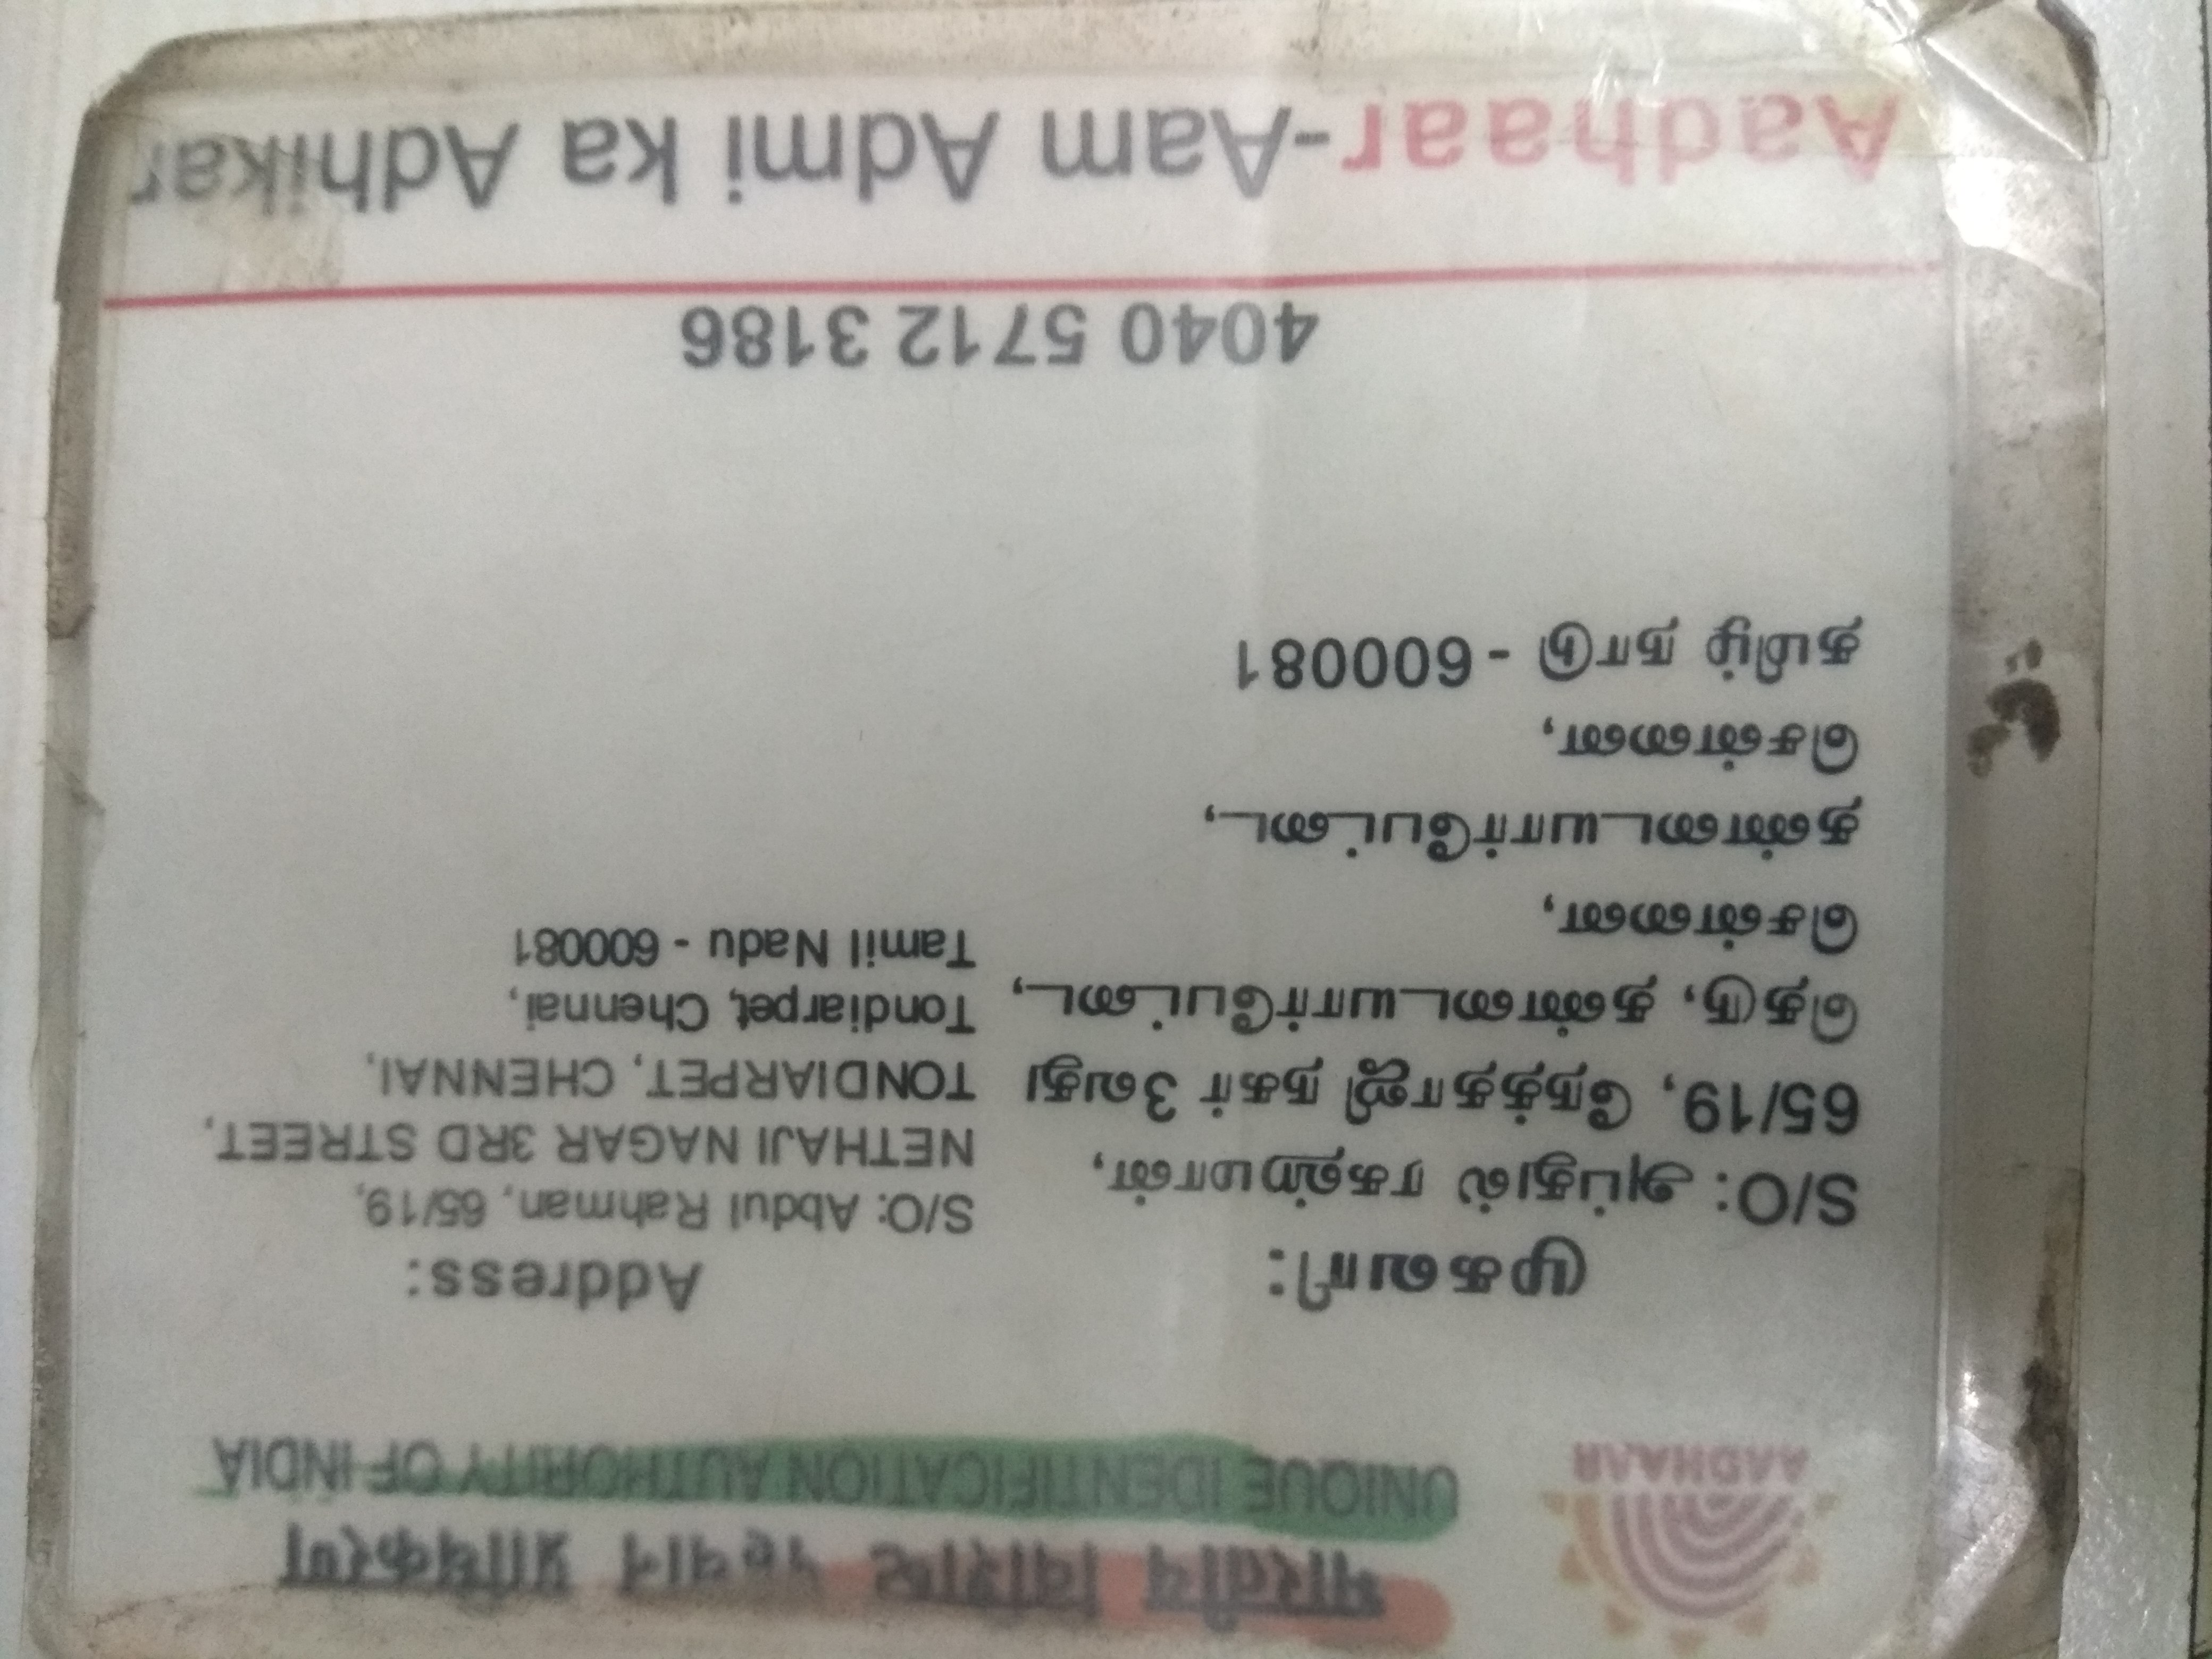 भारतीय विशिष्ट पहचान प्राधिकरण
UNIQUE IDENTIFICATION AUTHORITY OF INDIA
AADHAAR
முகவரி:
S/O: அப்துல் ரகஹ்மான்,
65/19, நேத்தாஜி நகர் 3வது
தெரு, தண்டையார்பேட்டை,
சென்னை,
தண்டையார்பேட்டை,
சென்னை,
தமிழ் நாடு - 600081
Address:
S/O: Abdul Rahman, 65/19,
NETHAJI NAGAR 3RD STREET,
TONDIARPET, CHENNAI,
Tondiarpet, Chennai,
Tamil Nadu - 600081
4040 5712 3186
Aadhaar-Aam Admi ka Adhikar